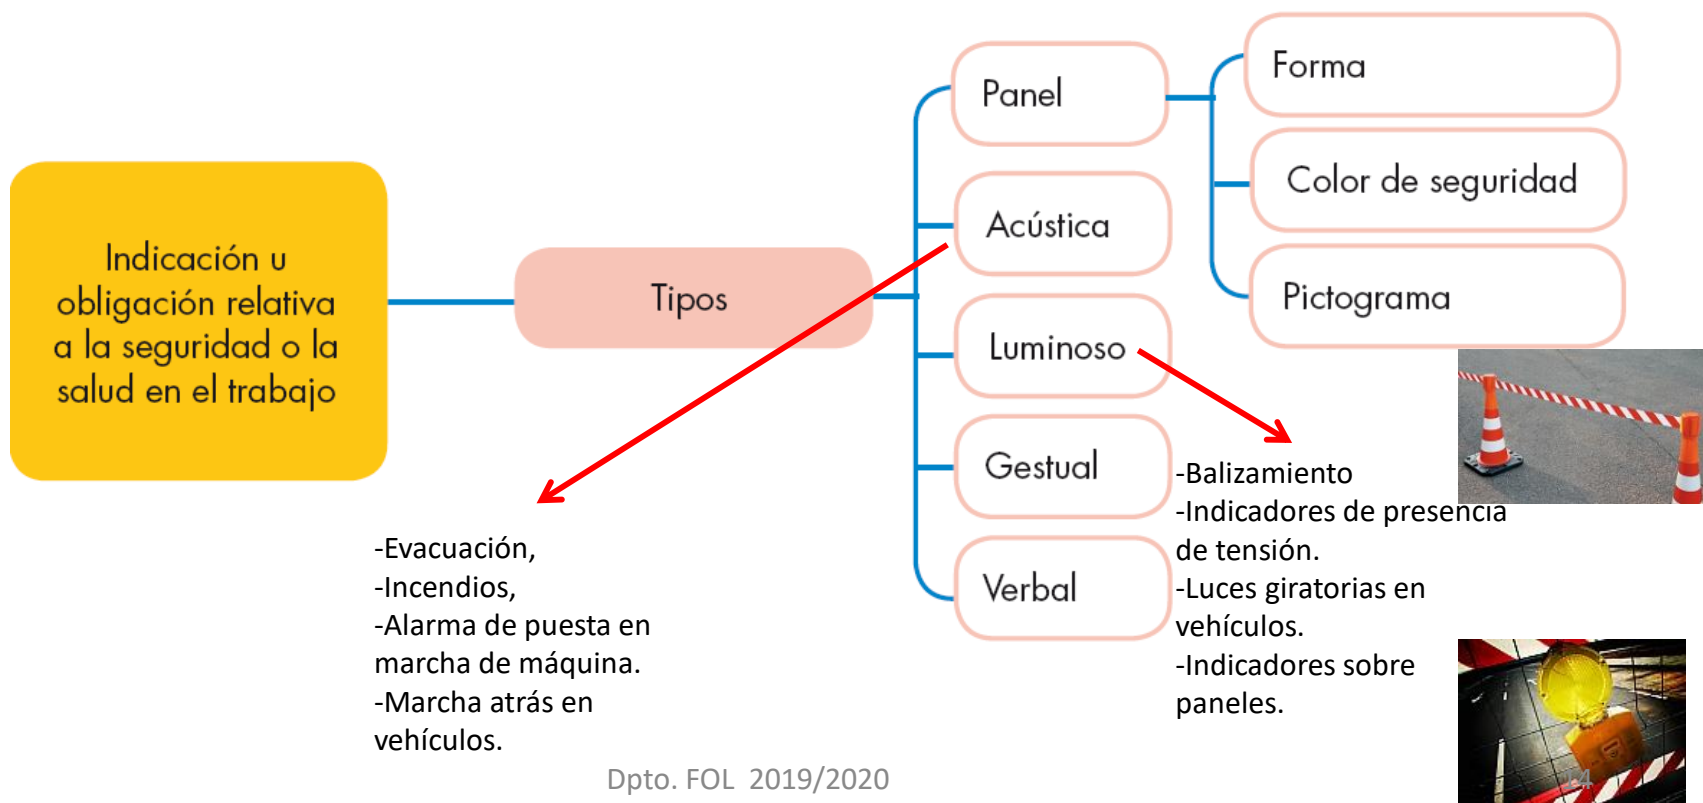 Indicación u
obligación relativa
a la seguridad o la
salud en el trabajo
Tipos
Panel
Acústica
Luminoso
Gestual
Verbal
Forma
Color de seguridad
Pictograma
-Evacuación,
-Incendios,
-Alarma de puesta en
marcha de máquina.
-Marcha atrás en
vehículos.
-Balizamiento
-Indicadores de presencia
de tensión.
-Luces giratorias en
vehículos.
-Indicadores sobre
paneles.
Dpto. FOL 2019/2020
14